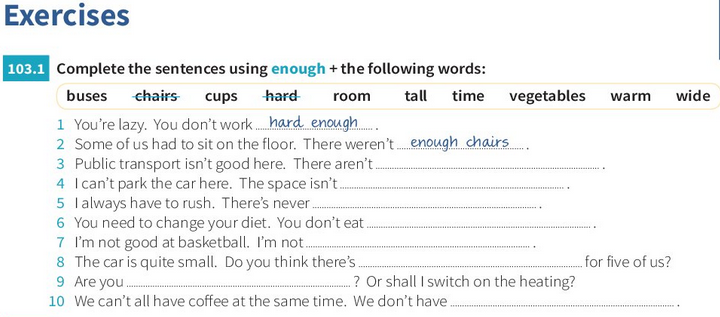 Exercises
103.1 Complete the sentences using enough + the following words:
buses chairs cups hard room tall time vegetables warm wide
1 You're lazy. You don't work hard enough .
2 Some of us had to sit on the floor. There weren't enough chairs .
3 Public transport isn't good here. There aren't .
4 I can't park the car here. The space isn't .
5 I always have to rush. There's never .
6 You need to change your diet. You don't eat .
7 I'm not good at basketball. I'm not .
8 The car is quite small. Do you think there's for five of us?
9 Are you ? Or shall I switch on the heating?
10 We can't all have coffee at the same time. We don't have .